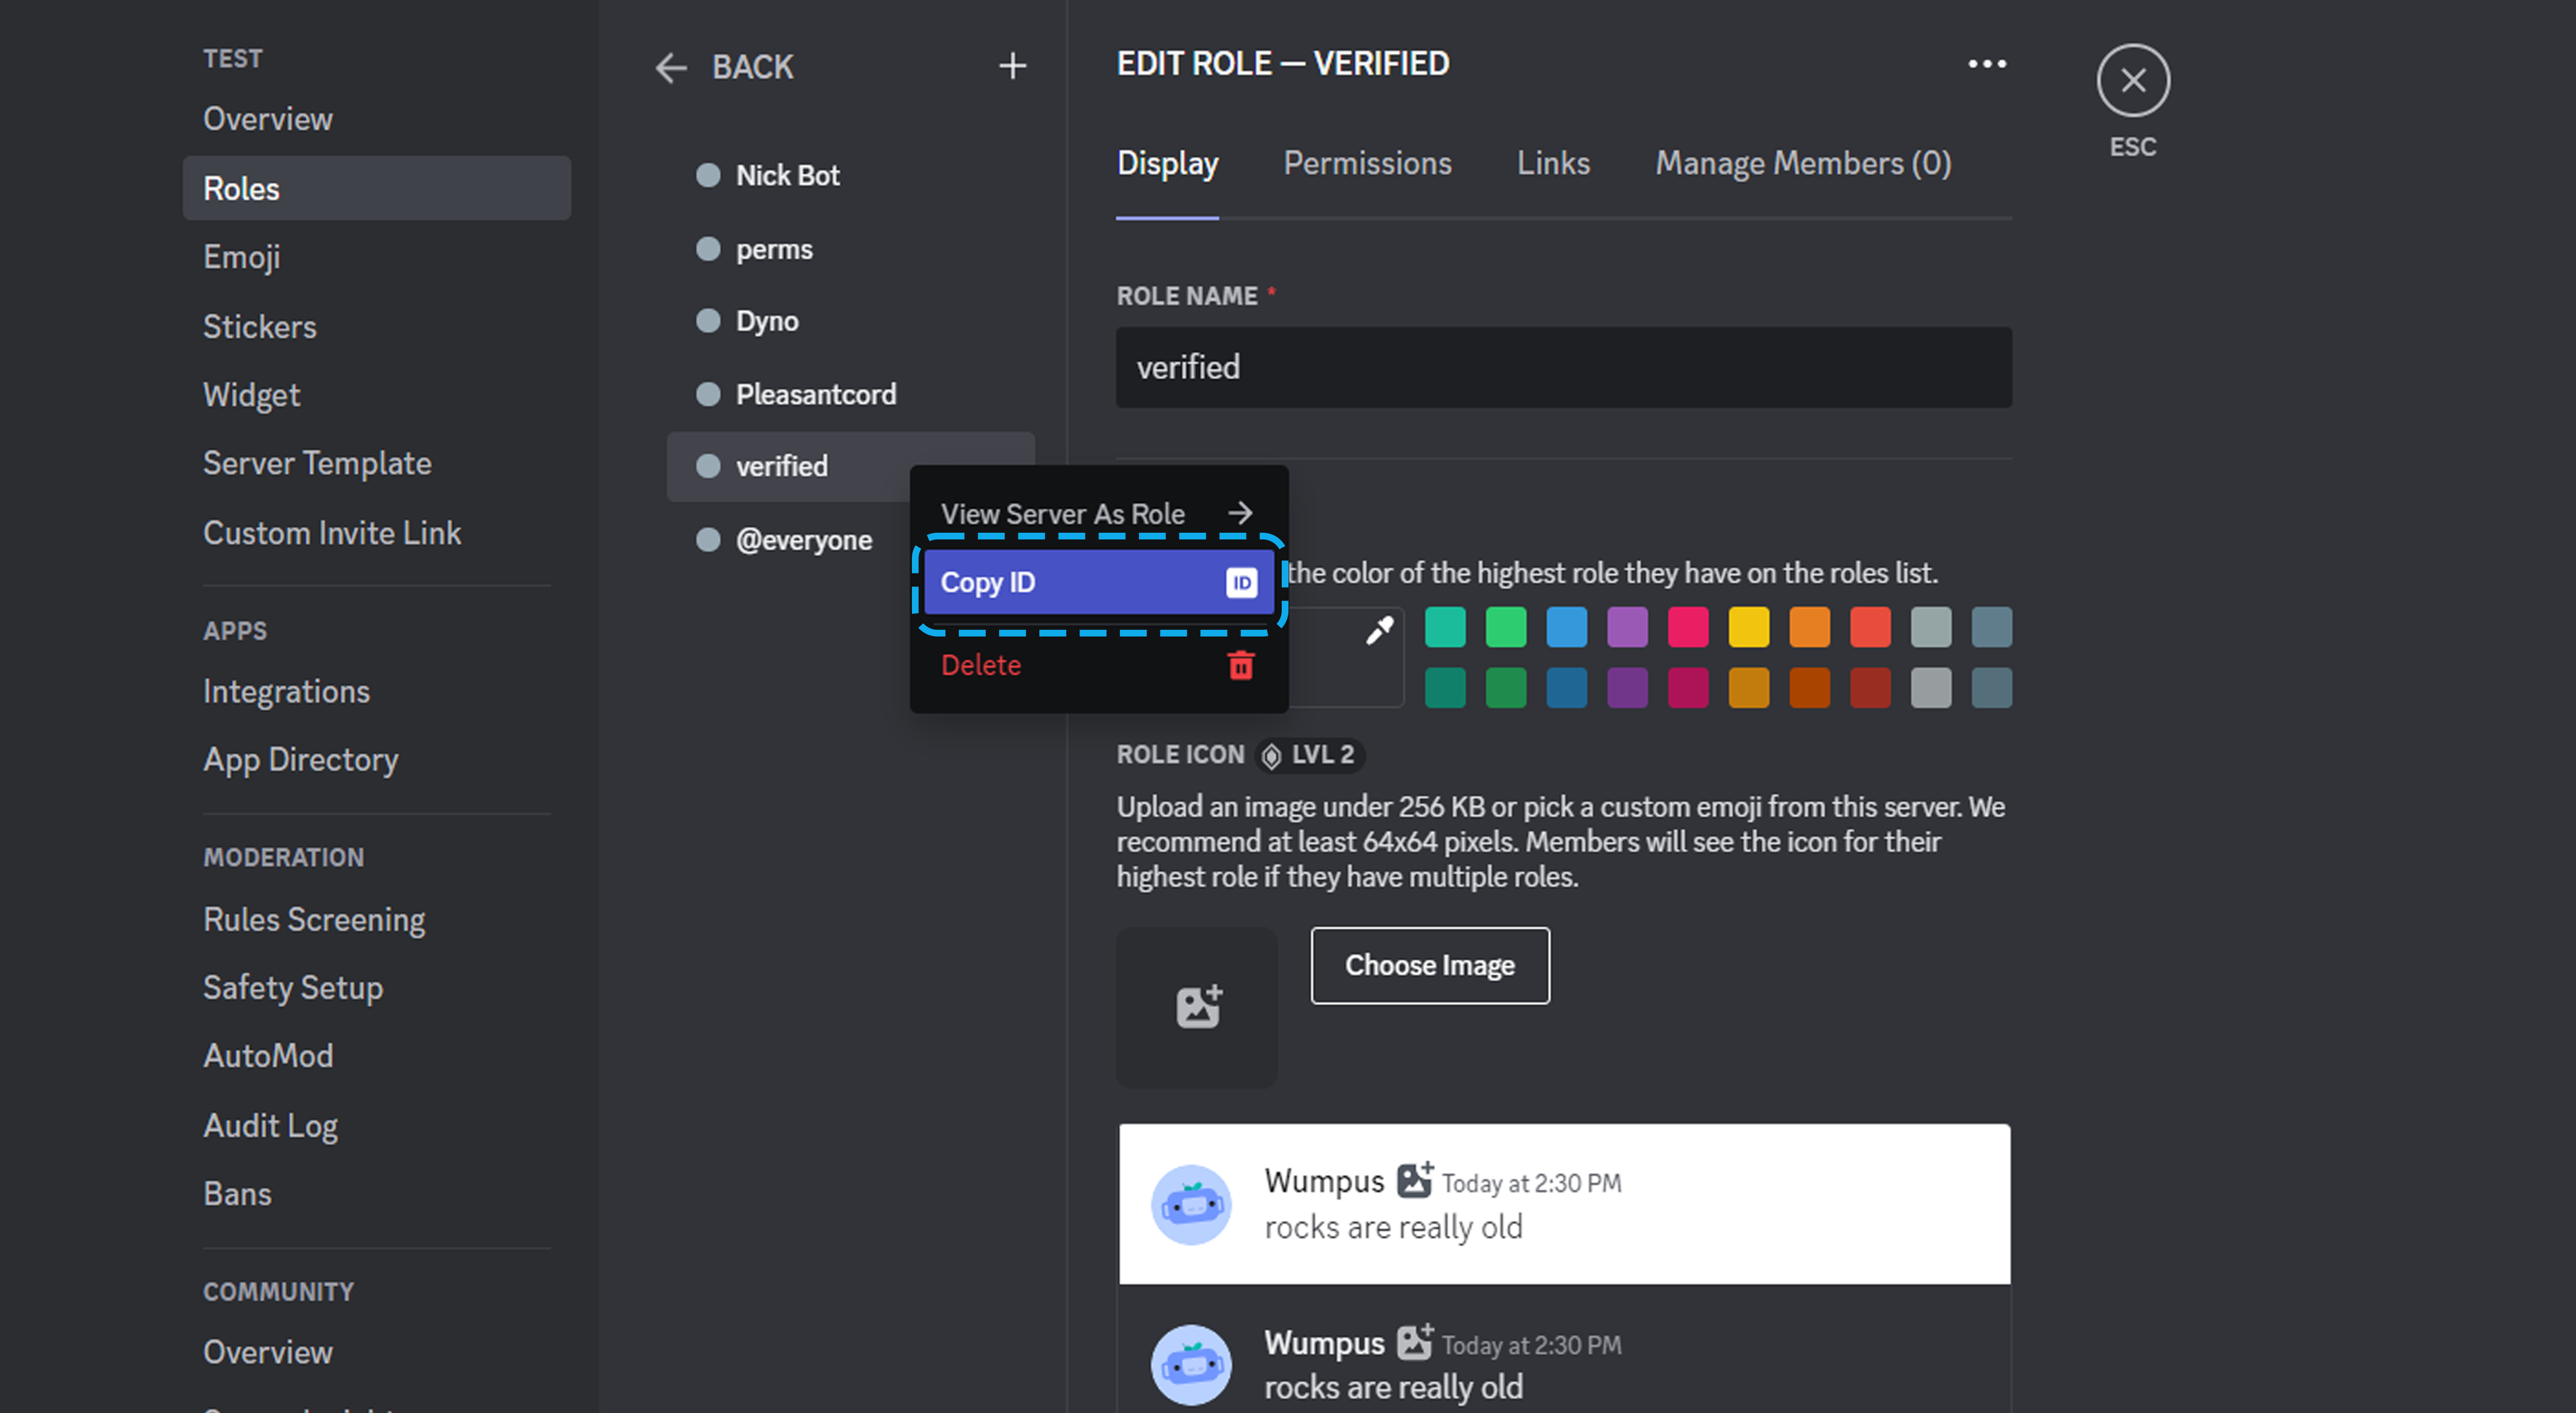 TEST
Overview
Roles
Emoji
Stickers
Widget
Server Template
Custom Invite Link
APPS
Integrations
App Directory
MODERATION
Rules Screening
Safety Setup
AutoMod
Audit Log
Bans
COMMUNITY
Overview
BACK
Nick Bot
perms
Dyno
Pleasantcord
verified
@everyone
View Server As Role
Copy ID ID
Delete
EDIT ROLE — VERIFIED
ESC
Display Permissions Links Manage Members (0)
ROLE NAME *
verified
the color of the highest role they have on the roles list.
ROLE ICON LVL 2
Upload an image under 256 KB or pick a custom emoji from this server. We
recommend at least 64x64 pixels. Members will see the icon for their
highest role if they have multiple roles.
Choose Image
Wumpus Today at 2:30 PM
rocks are really old
Wumpus Today at 2:30 PM
rocks are really old